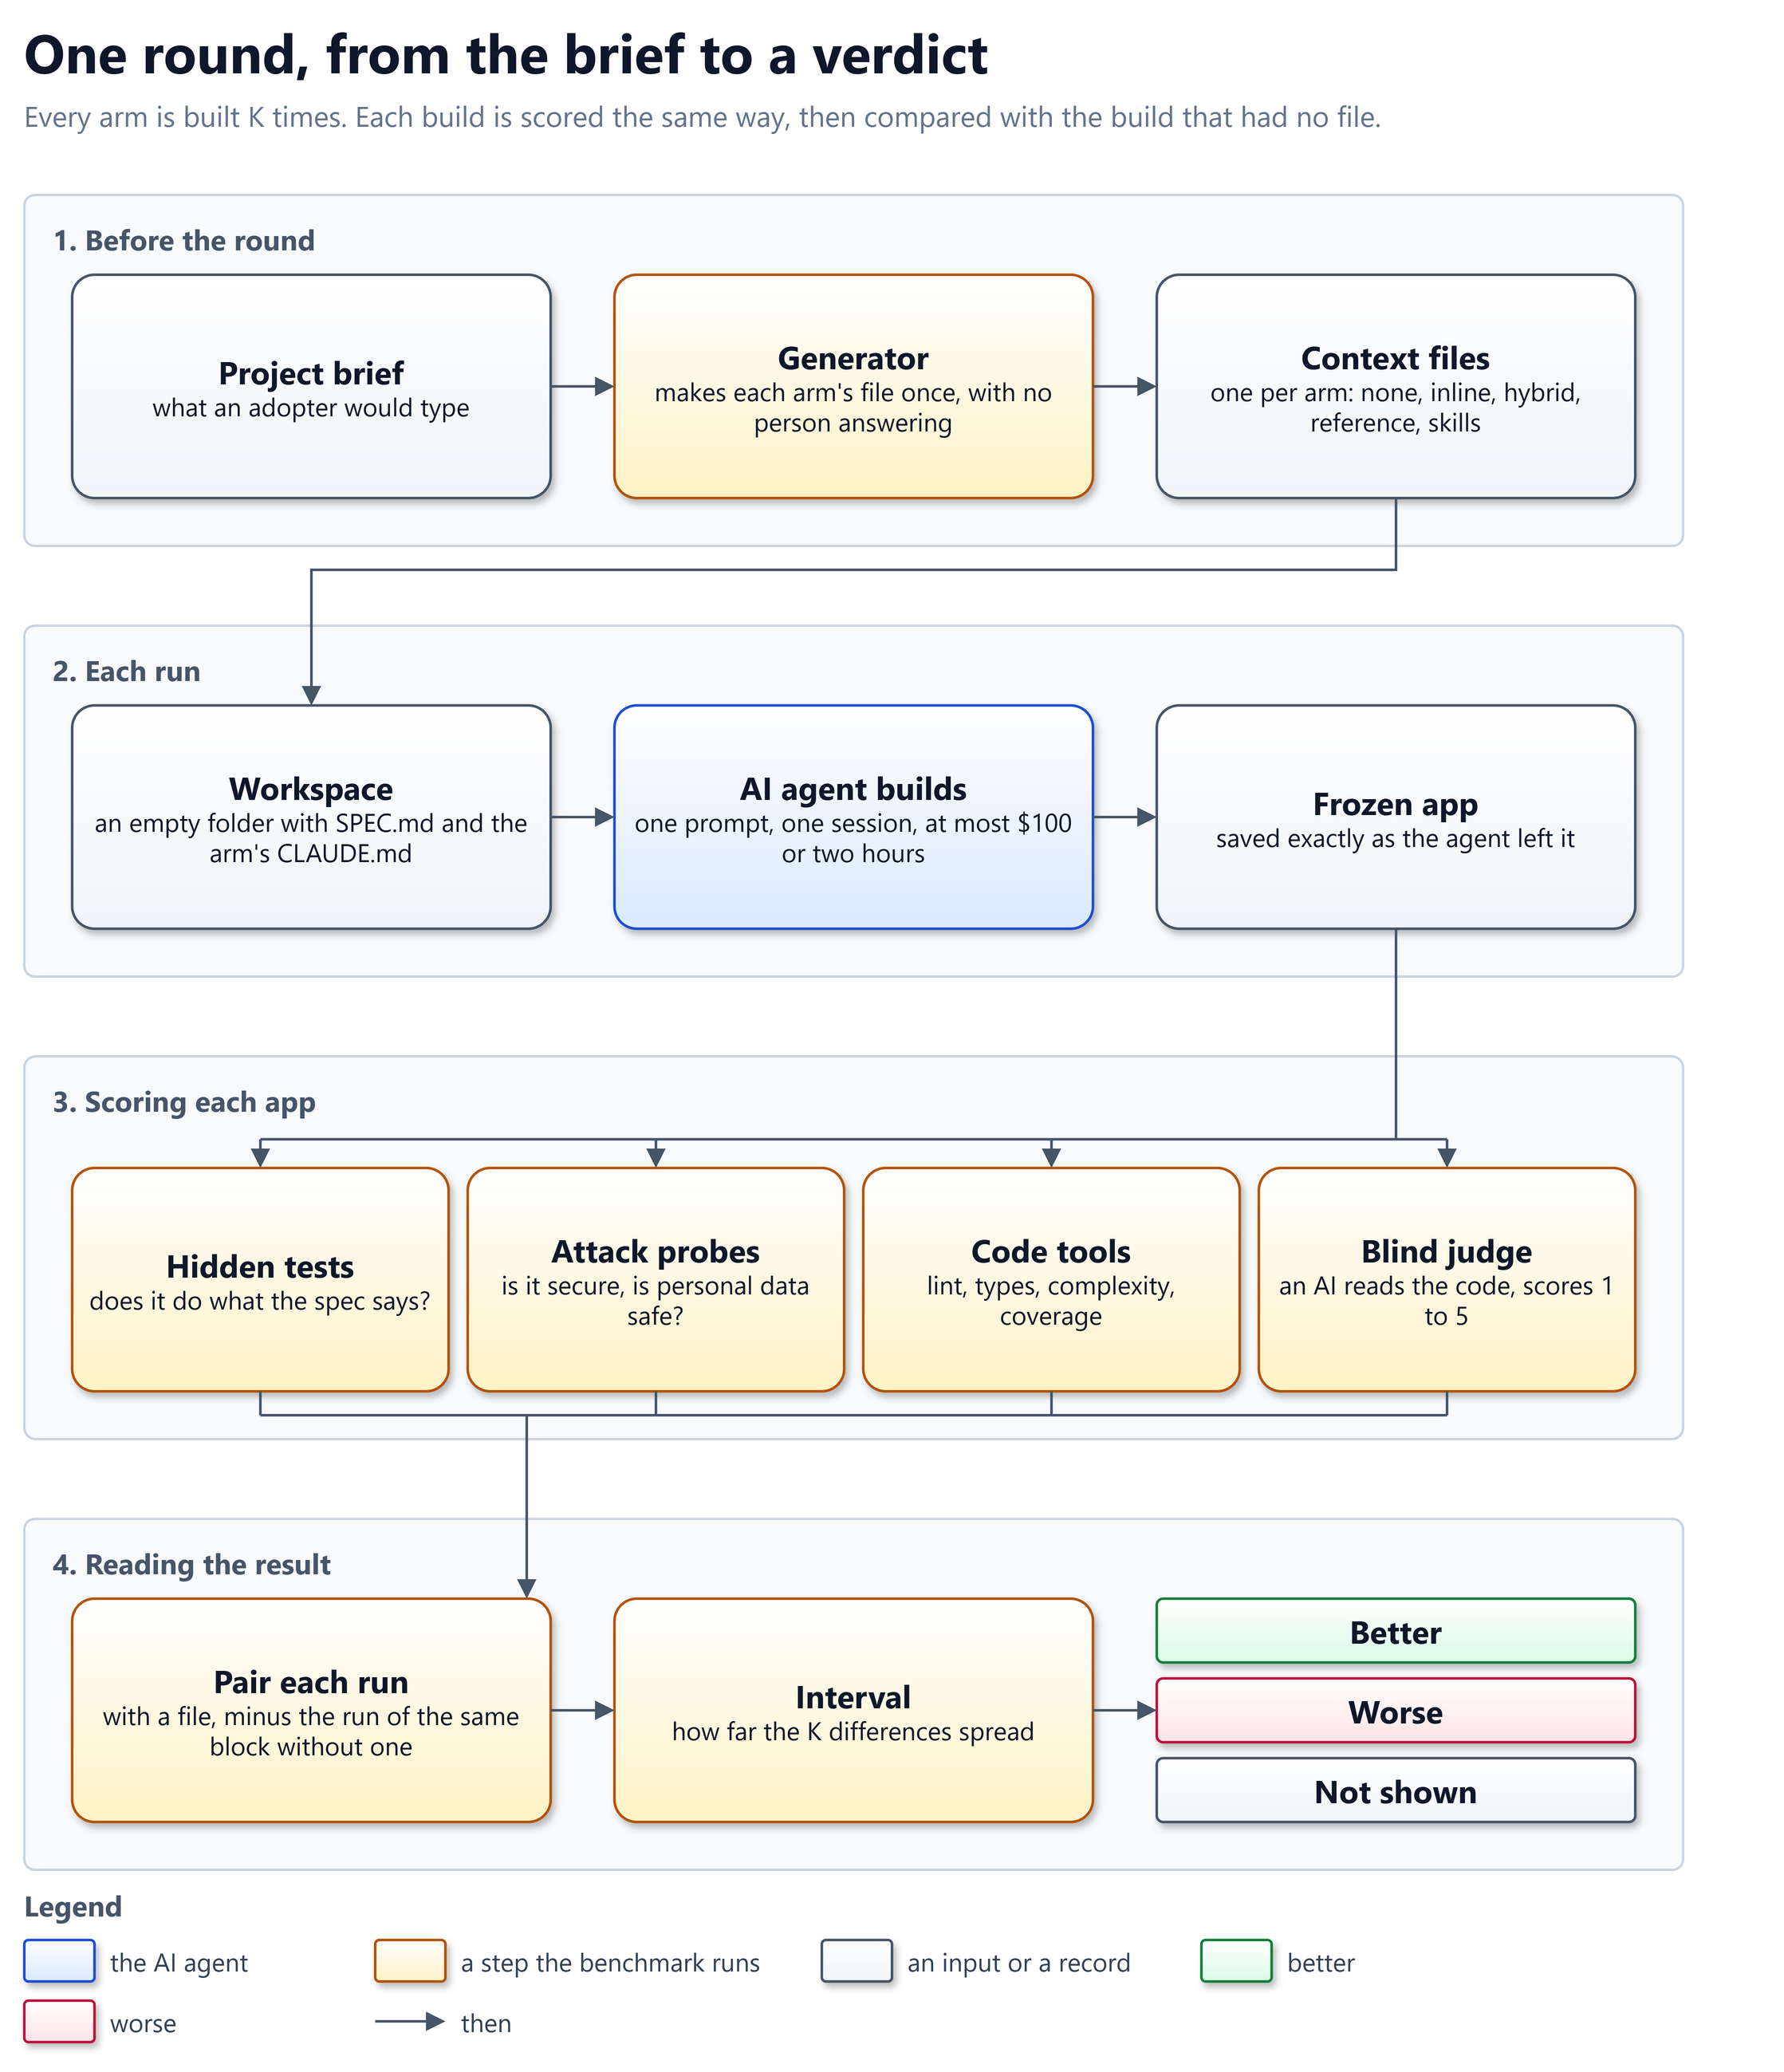 One round, from the brief to a verdict
Every arm is built K times. Each build is scored the same way, then compared with the build that had no file.
1. Before the round
Project brief
what an adopter would type
Generator
makes each arm's file once, with no
person answering
Context files
one per arm: none, inline, hybrid,
reference, skills
2. Each run
Workspace
an empty folder with SPEC.md and the
arm's CLAUDE.md
AI agent builds
one prompt, one session, at most $100
or two hours
Frozen app
saved exactly as the agent left it
3. Scoring each app
Hidden tests
does it do what the spec says?
Attack probes
is it secure, is personal data
safe?
Code tools
lint, types, complexity,
coverage
Blind judge
an AI reads the code, scores 1
to 5
4. Reading the result
Pair each run
with a file, minus the run of the same
block without one
Interval
how far the K differences spread
Better
Worse
Not shown
Legend
the AI agent
a step the benchmark runs
an input or a record
better
worse
then